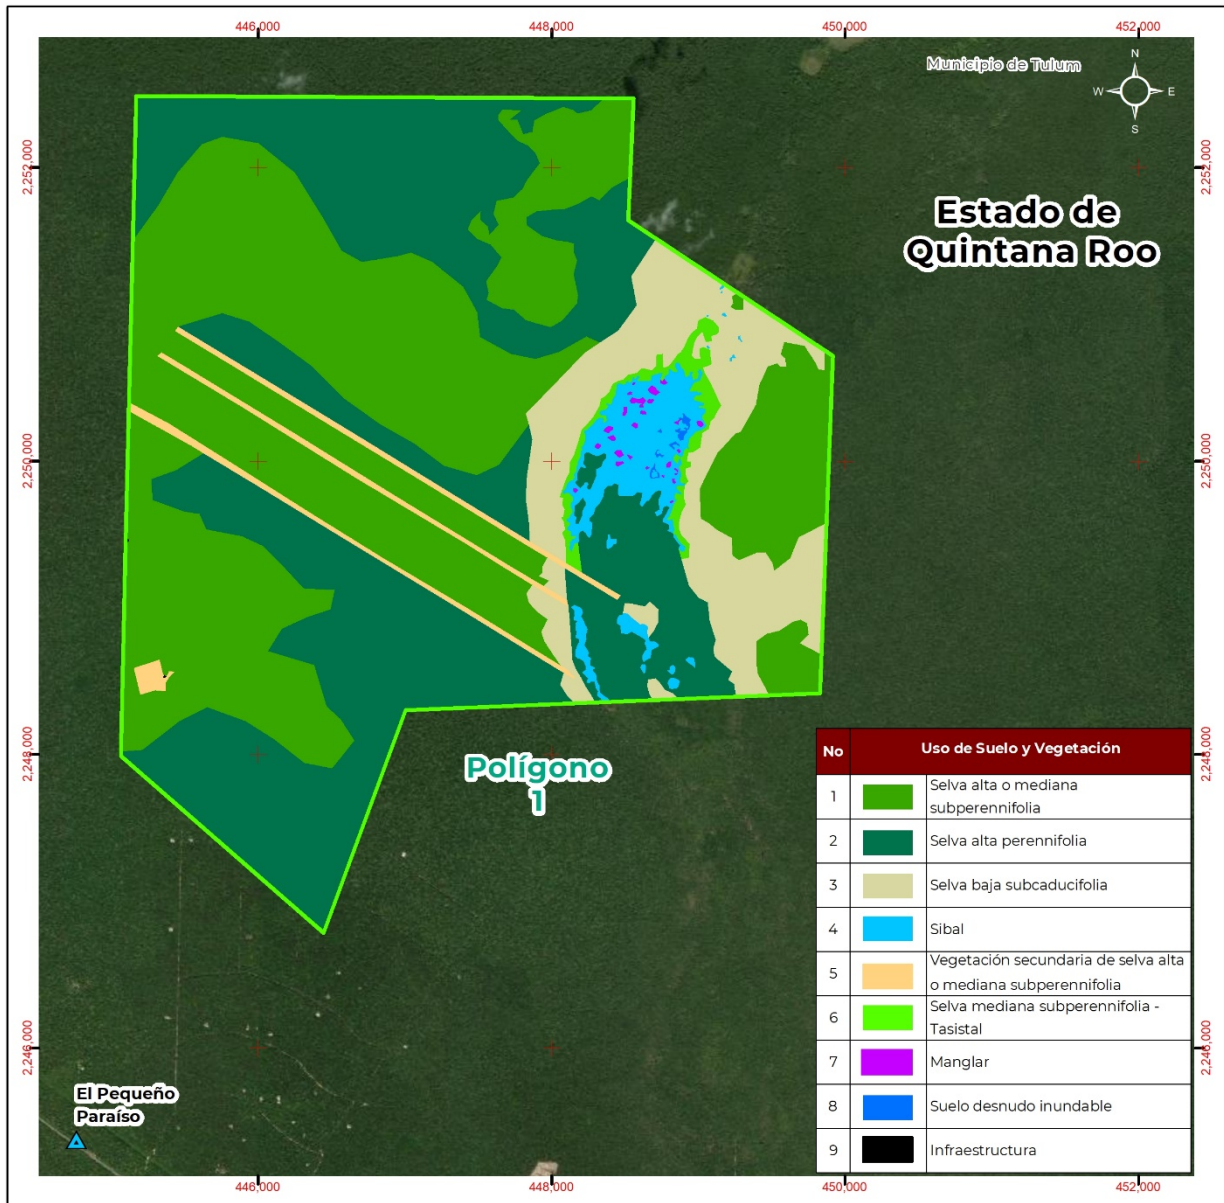 446,000
448,000
450,000
452,000
Municipio de Tulum
N
W
E
S
2,252,000
2,252,000
Estado de
Quintana Roo
2,250,000
2,250,000
2,248,000
2,248,000
Polígono
1
No
Uso de Suelo y Vegetación
1
Selva alta o mediana
subperennifolia
2
Selva alta perennifolia
3
Selva baja subcaducifolia
4
Sibal
5
Vegetación secundaria de selva alta
o mediana subperennifolia
6
Selva mediana subperennifolia -
Tasistal
7
Manglar
8
Suelo desnudo inundable
9
Infraestructura
2,246,000
2,246,000
El Pequeño
Paraíso
446,000
448,000
450,000
452,000